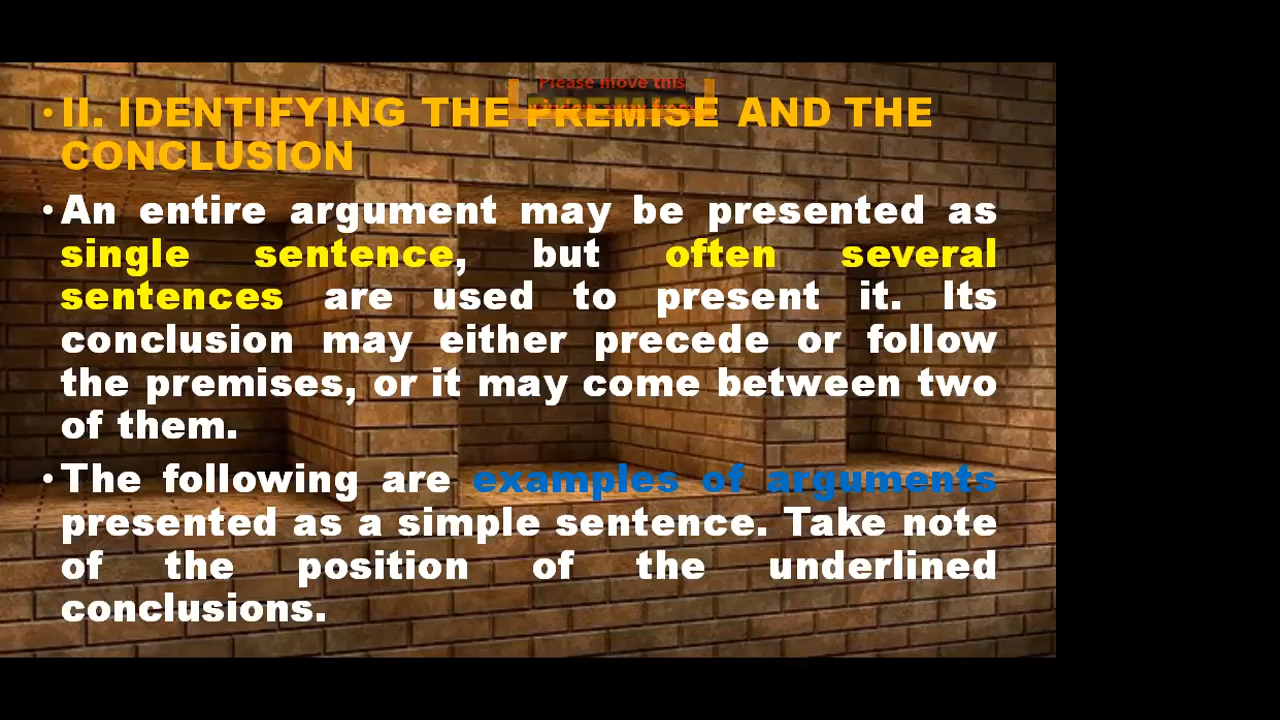 Please move this
• II. IDENTIFYING THE PREMISE AND THE
CONCLUSION
• An entire argument may be presented as
single sentence, but often several
sentences are used to present it. Its
conclusion may either precede or follow
the premises, or it may come between two
of them.
• The following are examples of arguments
presented as a simple sentence. Take note
of the position of the underlined
conclusions.